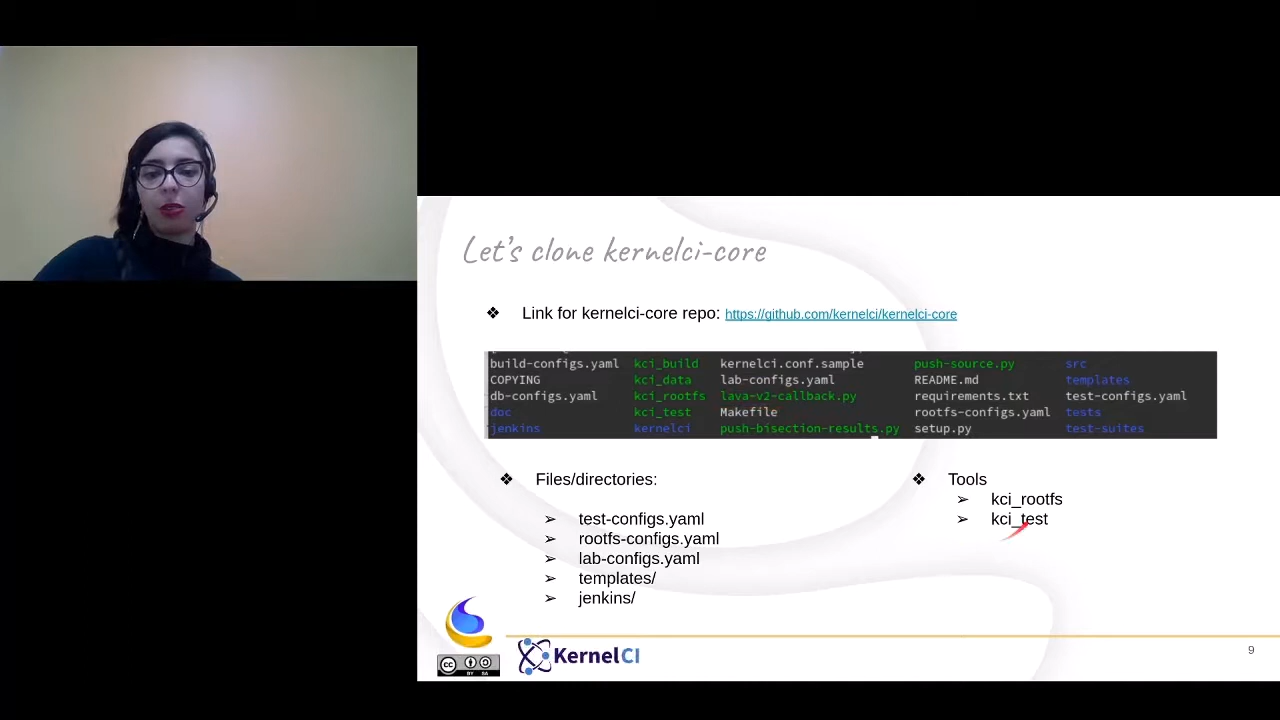 Let's clone kernelci-core
❖ Link for kernelci-core repo: https://github.com/kernelci/kernelci-core
build-configs.yaml kci_build kernelci.conf.sample push-source.py src
COPYING kci_data lab-configs.yaml README.md templates
db-configs.yaml kci_rootfs lava-v2-callback.py requirements.txt test-configs.yaml
doc kci_test Makefile rootfs-configs.yaml tests
jenkins kernelci push-bisection-results.py setup.py test-suites
❖ Files/directories:
➢ test-configs.yaml
➢ rootfs-configs.yaml
➢ lab-configs.yaml
➢ templates/
➢ jenkins/
❖ Tools
➢ kci_rootfs
➢ kci_test
cc
BY SA
KernelCI
9